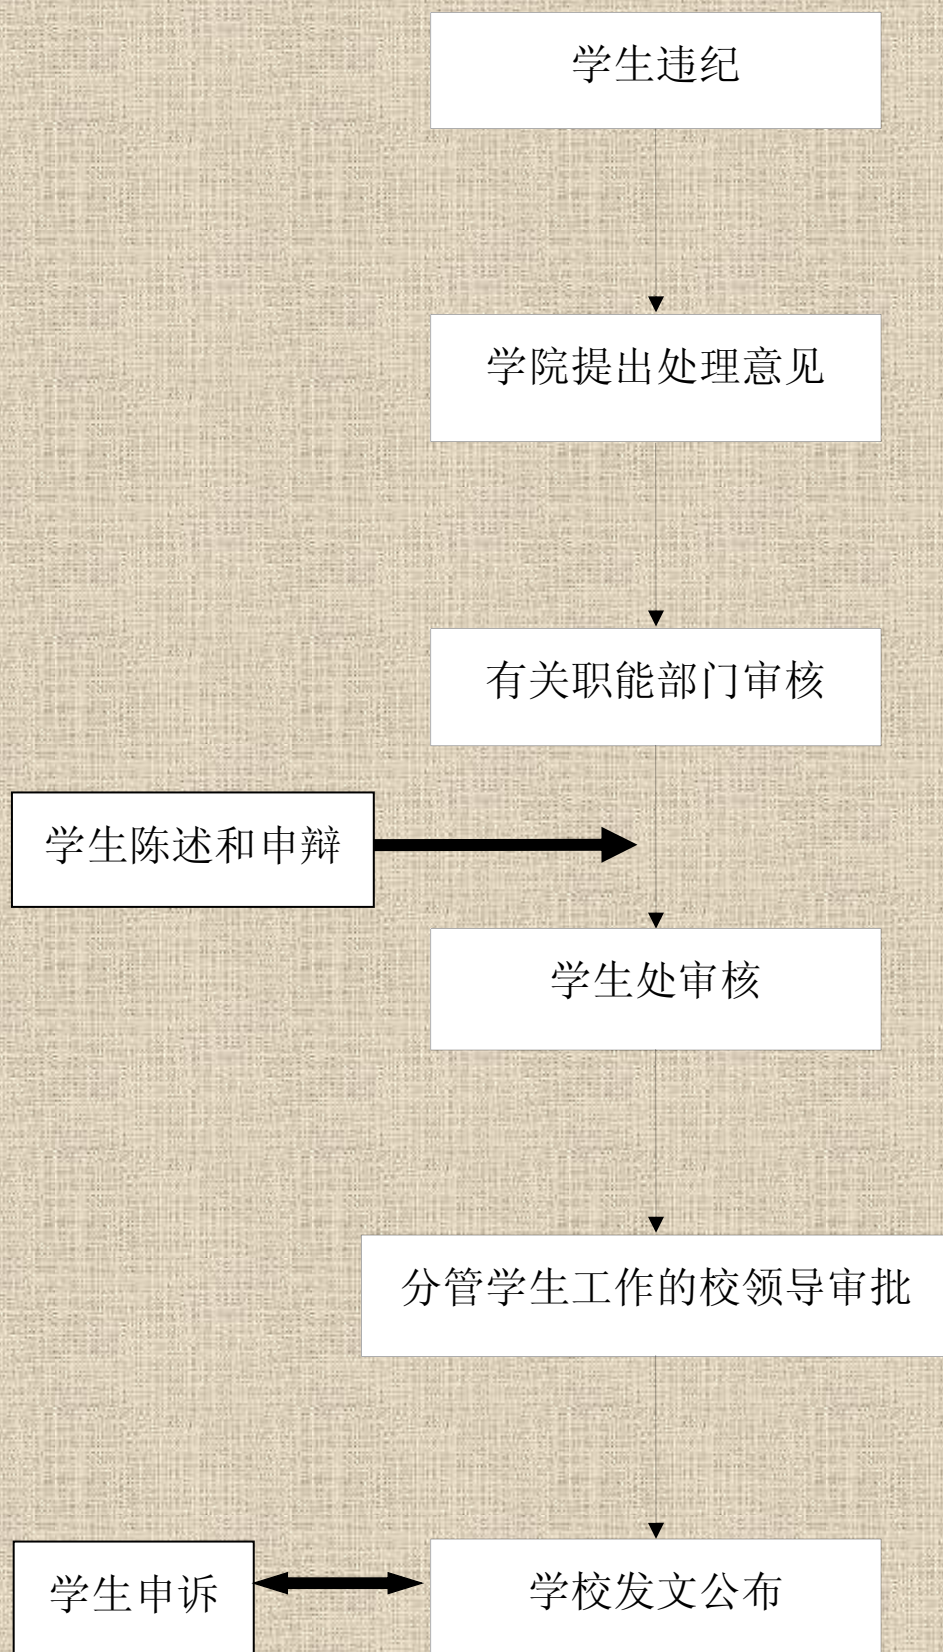 学生违纪
学院提出处理意见
有关职能部门审核
学生陈述和申辩
学生处审核
分管学生工作的校领导审批
学生申诉
学校发文公布